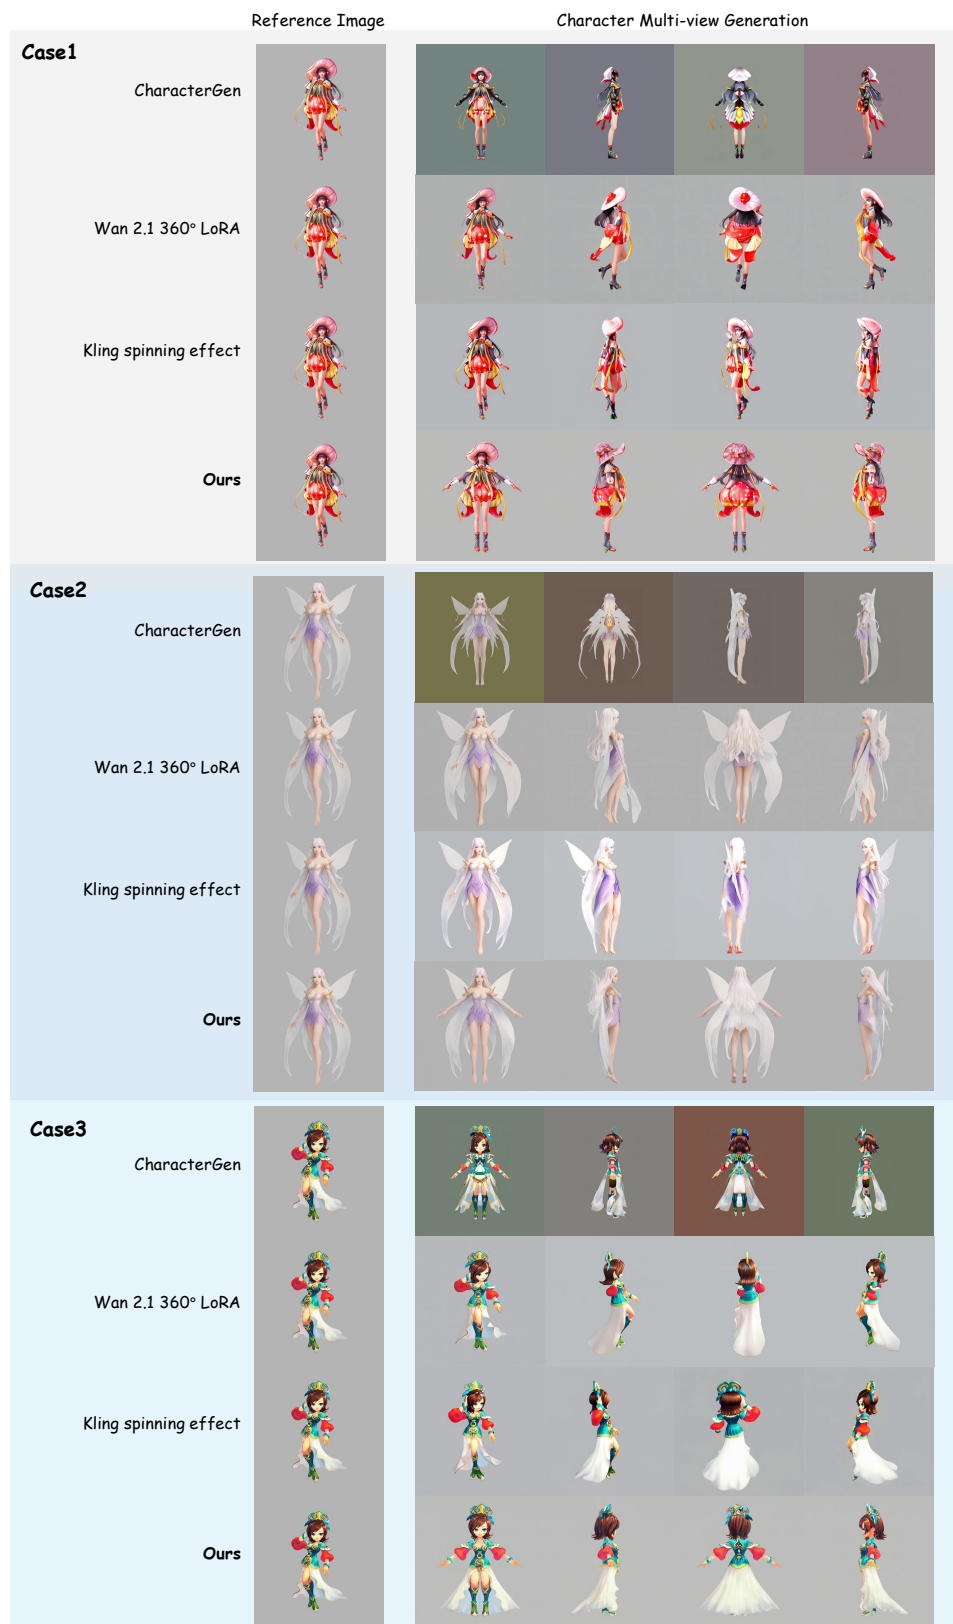 Reference Image
Character Multi-view Generation
Case1
CharacterGen
Wan 2.1 360° LoRA
Kling spinning effect
Ours
Case2
CharacterGen
Wan 2.1 360° LoRA
Kling spinning effect
Ours
Case3
CharacterGen
Wan 2.1 360° LoRA
Kling spinning effect
Ours